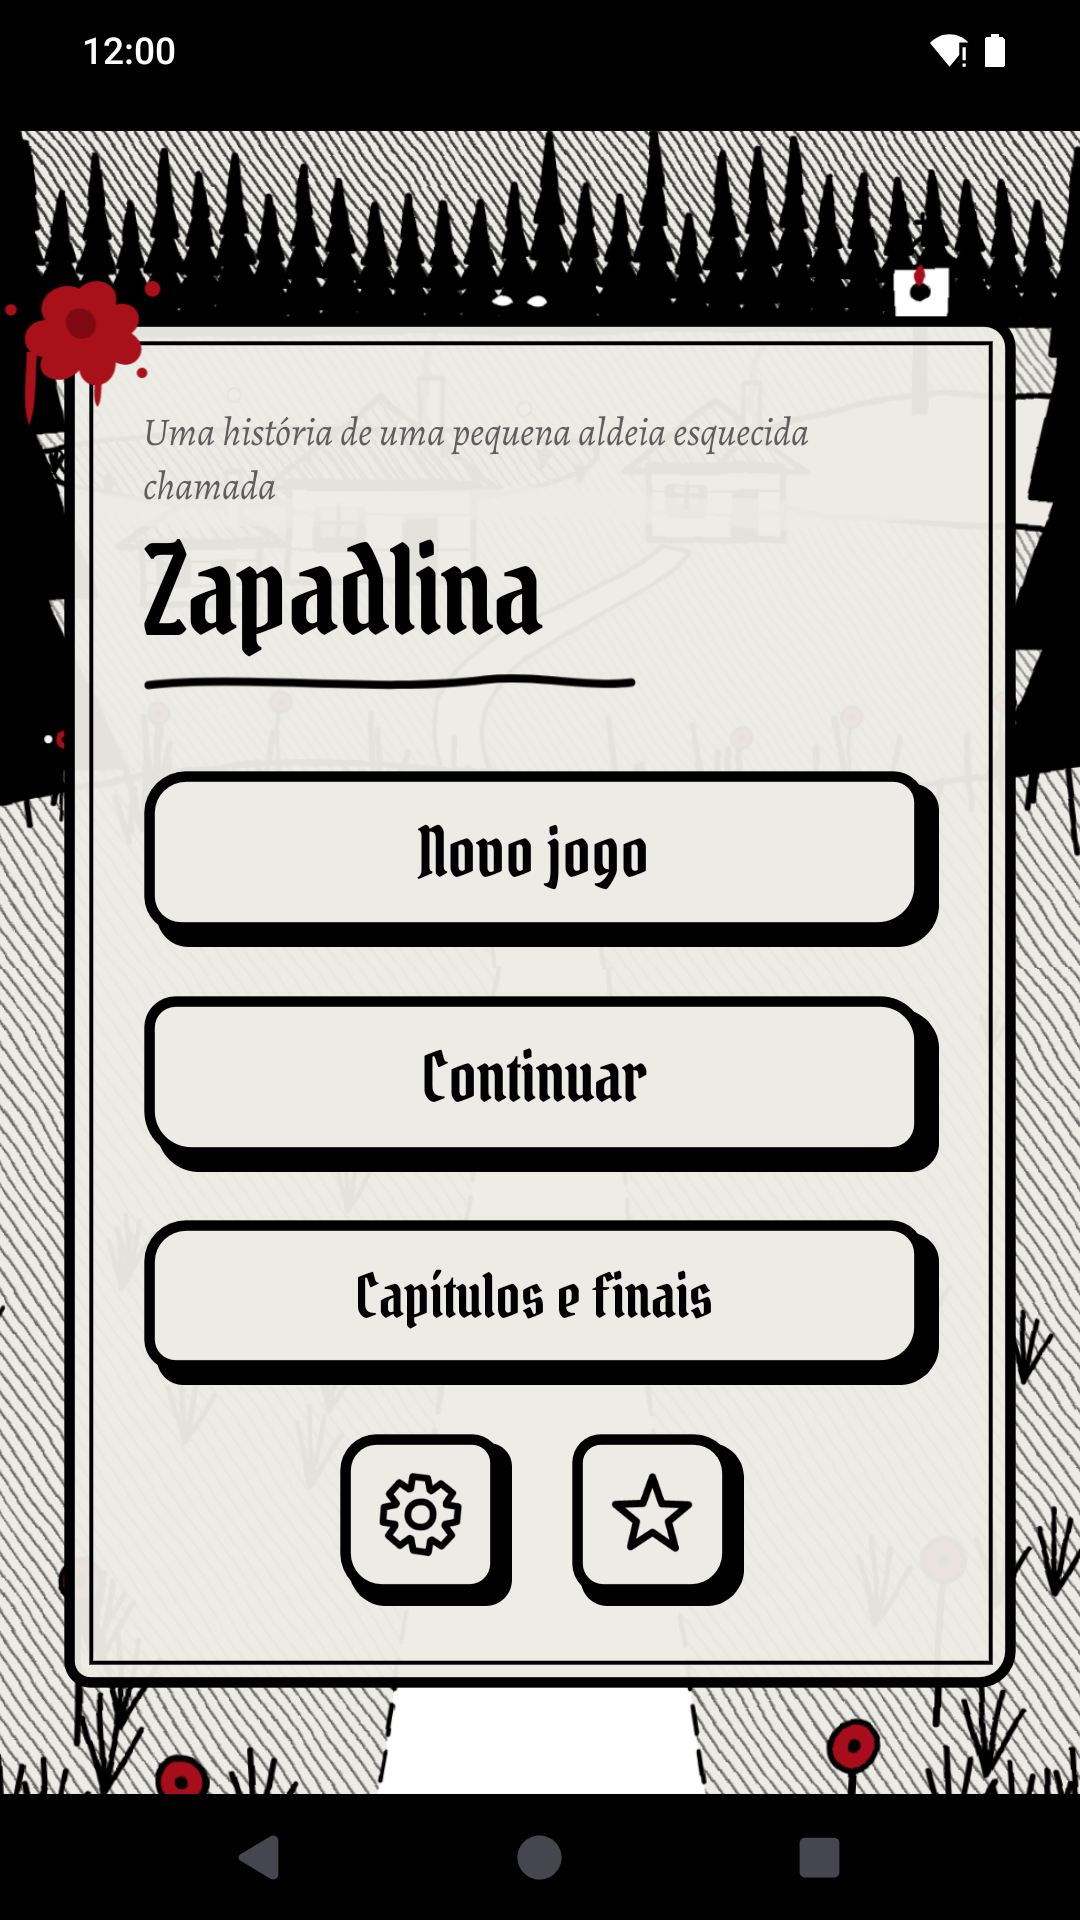 12:00
Uma história de uma pequena aldeia esquecida
chamada
Zapadlina
Novo jogo
Continuar
Capítulos e finais